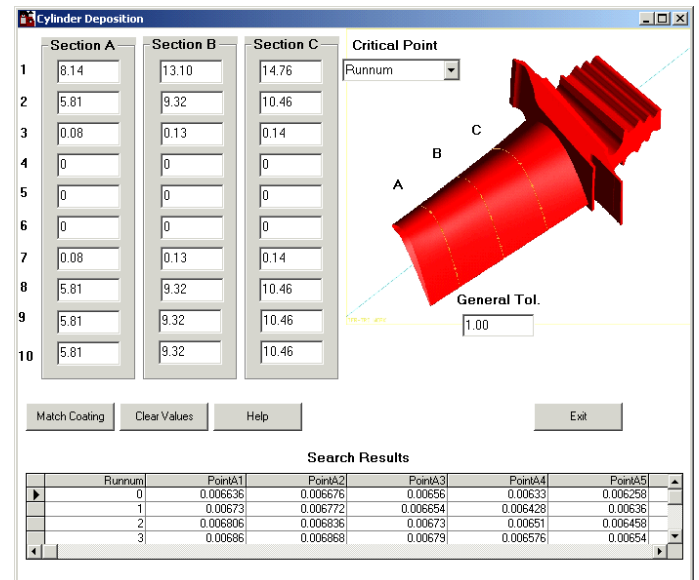 Cylinder Deposition
Section A Section B Section C Critical Point
Runnum
1 8.14 13.10 14.76
2 5.81 9.32 10.46
3 0.08 0.13 0.14
4 0 0 0
5 0 0 0
6 0 0 0
7 0.08 0.13 0.14
8 5.81 9.32 10.46
9 5.81 9.32 10.46
10 5.81 9.32 10.46
C
B
A
General Tol.
1.00
Match Coating Clear Values Help Exit
Search Results
Runnum PointA1 PointA2 PointA3 PointA4 PointA5
0 0.006636 0.006676 0.00656 0.00633 0.006258
1 0.00673 0.006772 0.006654 0.006428 0.00636
2 0.006806 0.006836 0.00673 0.00651 0.006458
3 0.00686 0.006868 0.00679 0.006576 0.00654